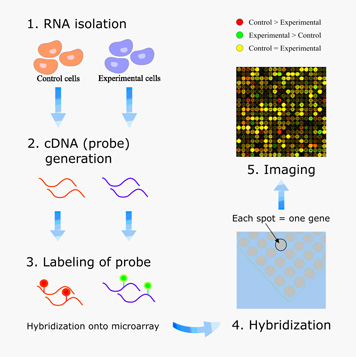 1. RNA isolation
Control cells
Experimental cells
2. cDNA (probe)
generation
3. Labeling of probe
Hybridization onto microarray
4. Hybridization
Each spot = one gene
5. Imaging
Control > Experimental
Experimental > Control
Control = Experimental